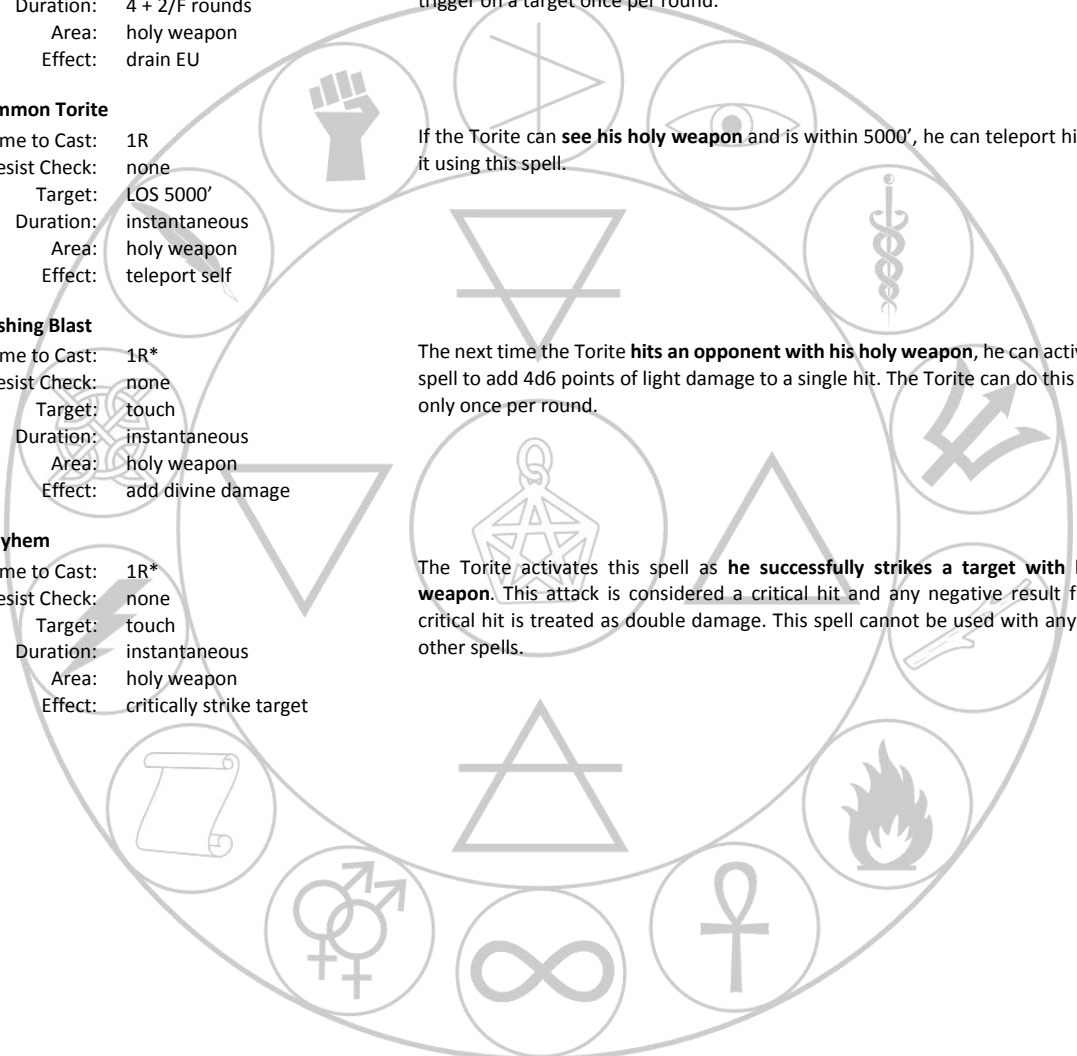 Duration: 4 + 2/F rounds
Area: holy weapon
Effect: drain EU
trigger on a target once per round.
mmon Torite
me to Cast: 1R
esist Check: none
Target: LOS 5000’
Duration: instantaneous
Area: holy weapon
Effect: teleport self
If the Torite can see his holy weapon and is within 5000’, he can teleport hi
it using this spell.
shing Blast
me to Cast: 1R*
esist Check: none
Target: touch
Duration: instantaneous
Area: holy weapon
Effect: add divine damage
The next time the Torite hits an opponent with his holy weapon, he can activ
spell to add 4d6 points of light damage to a single hit. The Torite can do this
only once per round.
yhem
me to Cast: 1R*
esist Check: none
Target: touch
Duration: instantaneous
Area: holy weapon
Effect: critically strike target
The Torite activates this spell as he successfully strikes a target with
weapon. This attack is considered a critical hit and any negative result f
critical hit is treated as double damage. This spell cannot be used with any
other spells.